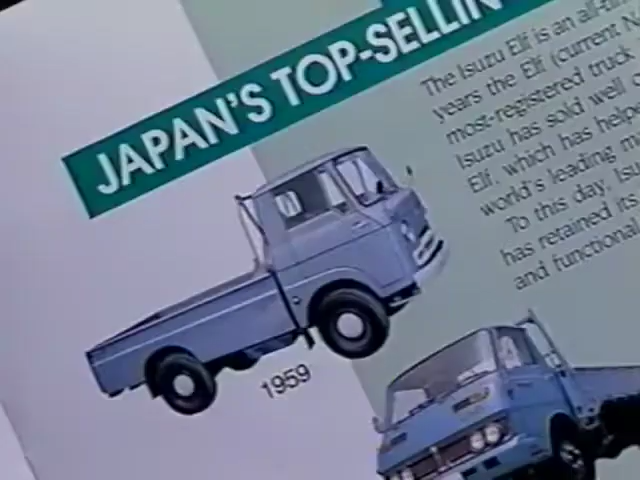 JAPAN'S TOP-SELLIN
The Isuzu Elf is an all-tim
years the Elf (current N
most-registered truck
Isuzu has sold well
Elf, which has helpe
world's leading m
To this day, Isu
has retained its
and functional
1959